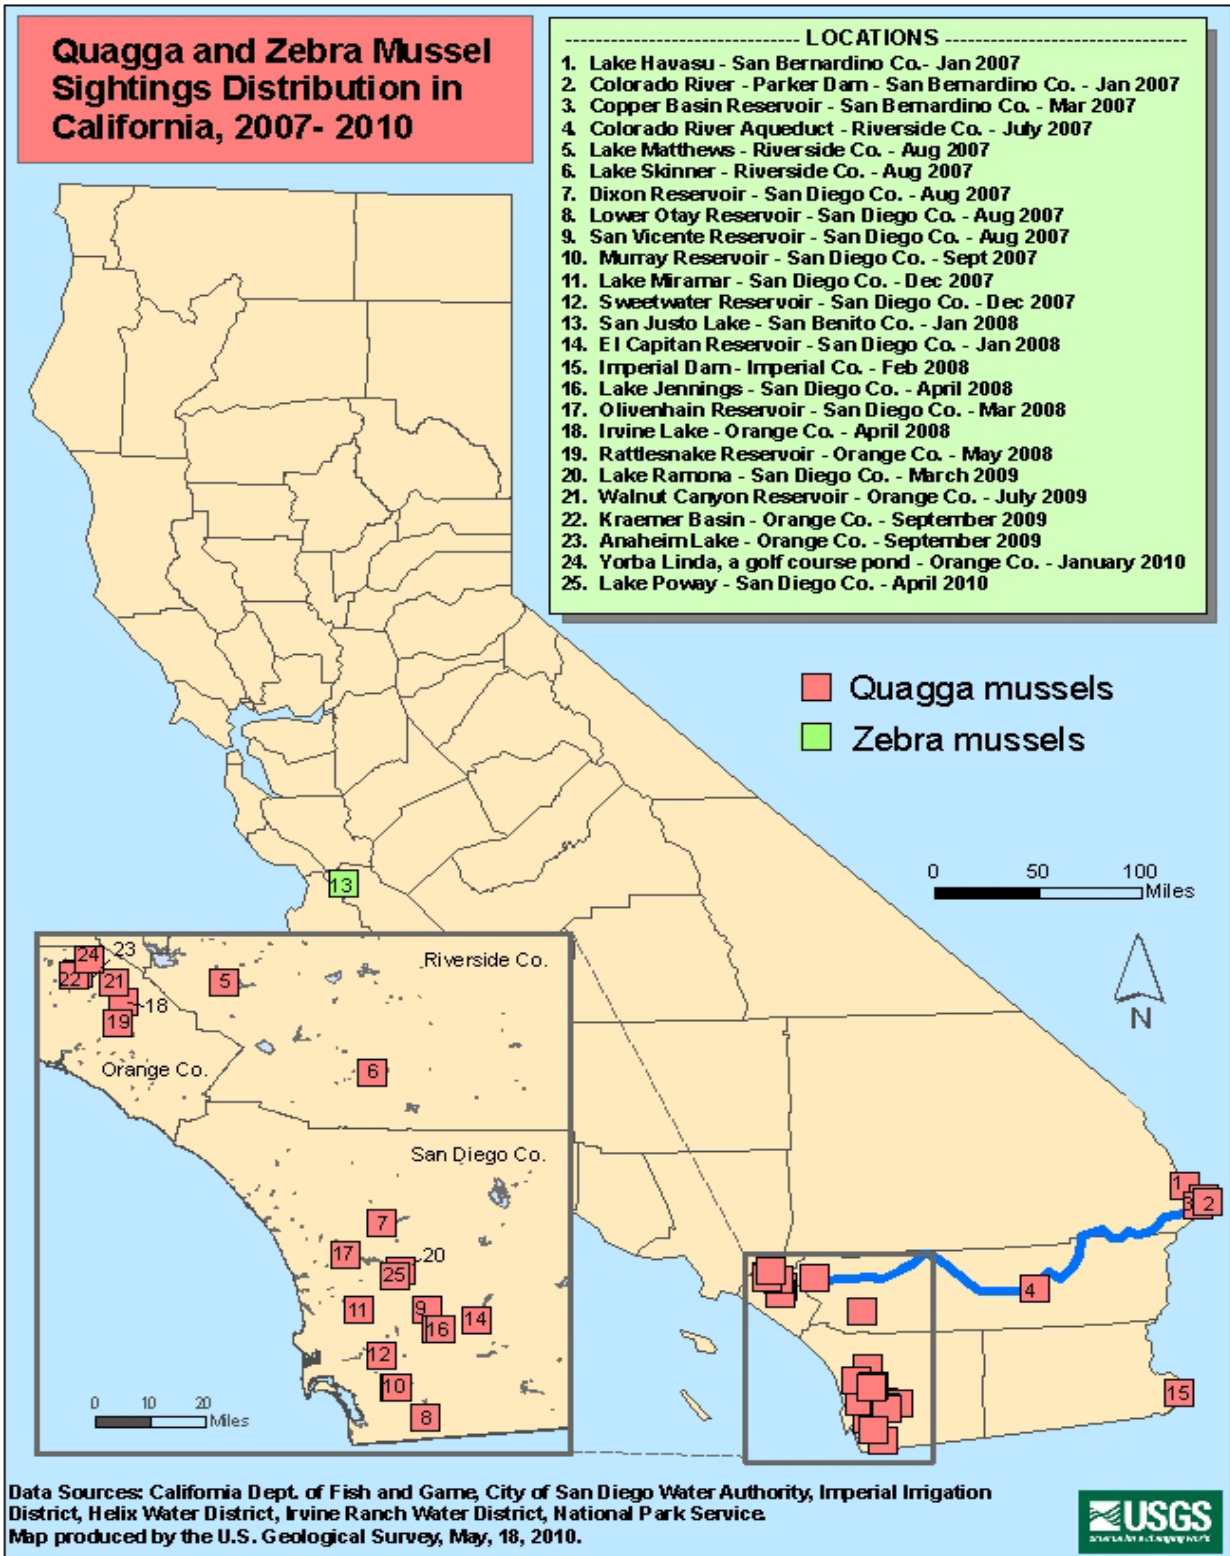 Quagga and Zebra Mussel
Sightings Distribution in
California, 2007- 2010
---------------------------- LOCATIONS -----------------------------
1. Lake Havasu - San Bernardino Co.- Jan 2007
2. Colorado River - Parker Dam - San Bernardino Co. - Jan 2007
3. Copper Basin Reservoir - San Bernardino Co. - Mar 2007
4. Colorado River Aqueduct - Riverside Co. - July 2007
5. Lake Matthews - Riverside Co. - Aug 2007
6. Lake Skinner - Riverside Co. - Aug 2007
7. Dixon Reservoir - San Diego Co. - Aug 2007
8. Lower Otay Reservoir - San Diego Co. - Aug 2007
9. San Vicente Reservoir - San Diego Co. - Aug 2007
10. Murray Reservoir - San Diego Co. - Sept 2007
11. Lake Miramar - San Diego Co. - Dec 2007
12. Sweetwater Reservoir - San Diego Co. - Dec 2007
13. San Justo Lake - San Benito Co. - Jan 2008
14. El Capitan Reservoir - San Diego Co. - Jan 2008
15. Imperial Dam - Imperial Co. - Feb 2008
16. Lake Jennings - San Diego Co. - April 2008
17. Olivenhain Reservoir - San Diego Co. - Mar 2008
18. Irvine Lake - Orange Co. - April 2008
19. Rattlesnake Reservoir - Orange Co. - May 2008
20. Lake Ramona - San Diego Co. - March 2009
21. Walnut Canyon Reservoir - Orange Co. - July 2009
22. Kraemer Basin - Orange Co. - September 2009
23. Anaheim Lake - Orange Co. - September 2009
24. Yorba Linda, a golf course pond - Orange Co. - January 2010
25. Lake Poway - San Diego Co. - April 2010
Quagga mussels
Zebra mussels
0 50 100
Miles
N
13
24 23
22 21 5
18
19
Riverside Co.
Orange Co.
6
San Diego Co.
7
17 20
25
11 9 14
16
12
10
8
0 10 20
Miles
1
3 2
4
15
Data Sources: California Dept. of Fish and Game, City of San Diego Water Authority, Imperial Irrigation
District, Helix Water District, Irvine Ranch Water District, National Park Service.
Map produced by the U.S. Geological Survey, May, 18, 2010.
USGS
science for a changing world